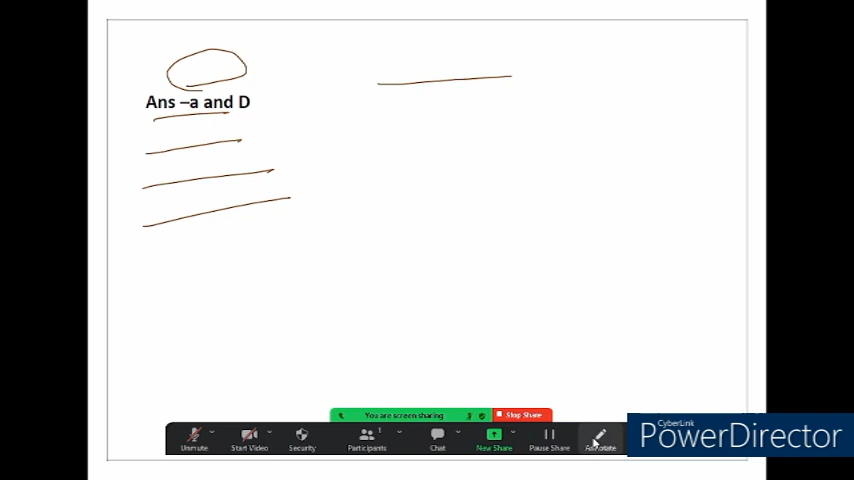 Ans –a and D
You are screen sharing
Stop Share
Unmute
Start Video
Security
Participants
1
Chat
New Share
Pause Share
Annotate
CyberLink
PowerDirector